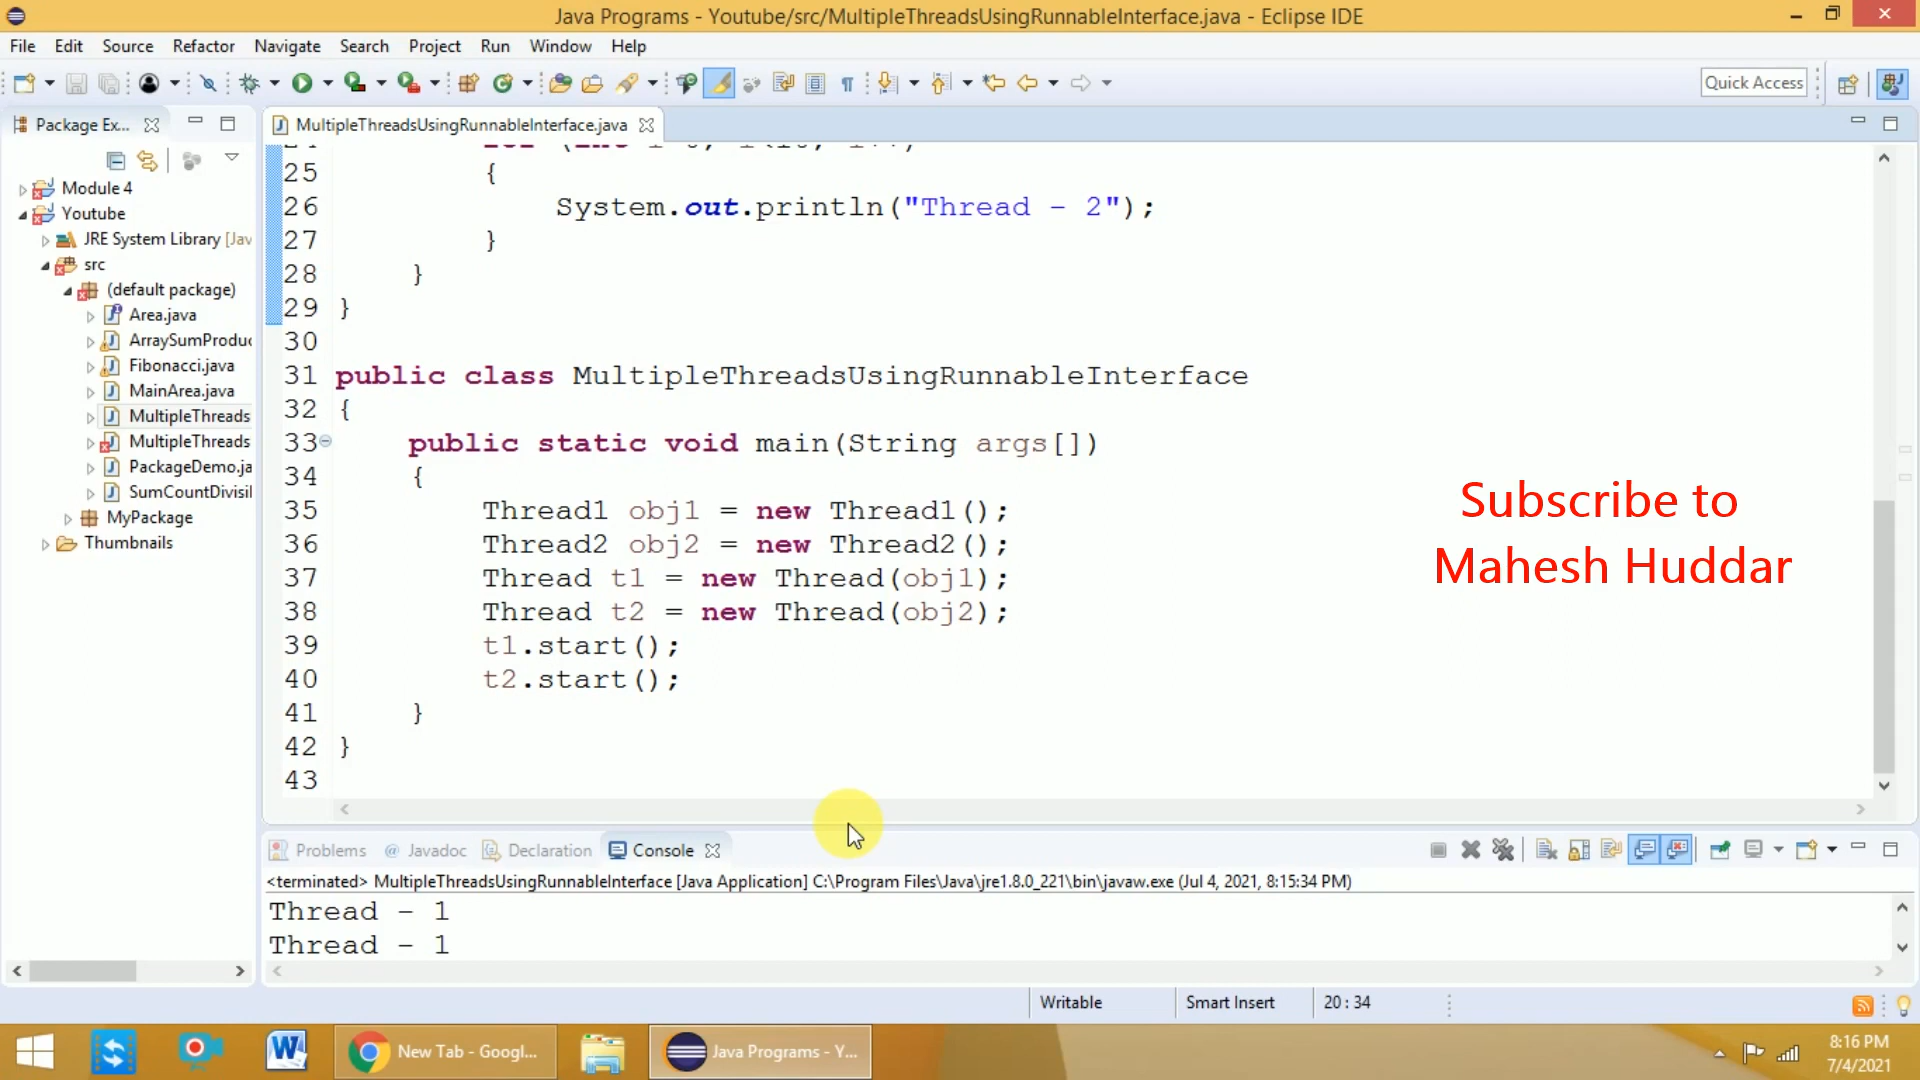 Java Programs - Youtube/src/MultipleThreadsUsingRunnableInterface.java - Eclipse IDE
File Edit Source Refactor Navigate Search Project Run Window Help
Quick Access
Package Ex...
MultipleThreadsUsingRunnableInterface.java
Module 4
Youtube
JRE System Library [Jav
src
(default package)
Area.java
ArraySumProduc
Fibonacci.java
MainArea.java
MultipleThreads
MultipleThreads
PackageDemo.ja
SumCountDivisil
MyPackage
Thumbnails
25 {
26 System.out.println("Thread - 2");
27 }
28 }
29 }
30
31 public class MultipleThreadsUsingRunnableInterface
32 {
33 public static void main(String args[])
34 {
35 Thread1 obj1 = new Thread1();
36 Thread2 obj2 = new Thread2();
37 Thread t1 = new Thread(obj1);
38 Thread t2 = new Thread(obj2);
39 t1.start();
40 t2.start();
41 }
42 }
43
Subscribe to
Mahesh Huddar
Problems @ Javadoc Declaration Console
<terminated> MultipleThreadsUsingRunnableInterface [Java Application] C:\Program Files\Java\jre1.8.0_221\bin\javaw.exe (Jul 4, 2021, 8:15:34 PM)
Thread - 1
Thread - 1
Writable Smart Insert 20 : 34
New Tab - Googl...
Java Programs - Y...
8:16 PM
7/4/2021